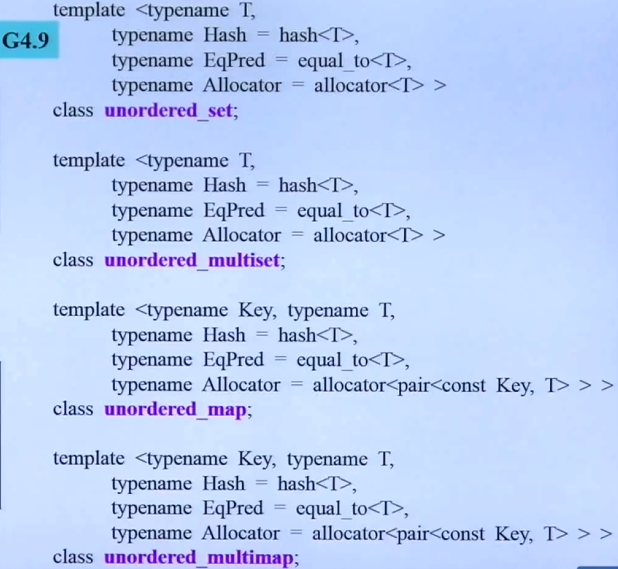 G4.9
template <typename T,
typename Hash = hash<T>,
typename EqPred = equal_to<T>,
typename Allocator = allocator<T> >
class unordered_set;
template <typename T,
typename Hash = hash<T>,
typename EqPred = equal_to<T>,
typename Allocator = allocator<T> >
class unordered_multiset;
template <typename Key, typename T,
typename Hash = hash<T>,
typename EqPred = equal_to<T>,
typename Allocator = allocator<pair<const Key, T> > >
class unordered_map;
template <typename Key, typename T,
typename Hash = hash<T>,
typename EqPred = equal_to<T>,
typename Allocator = allocator<pair<const Key, T> > >
class unordered_multimap;